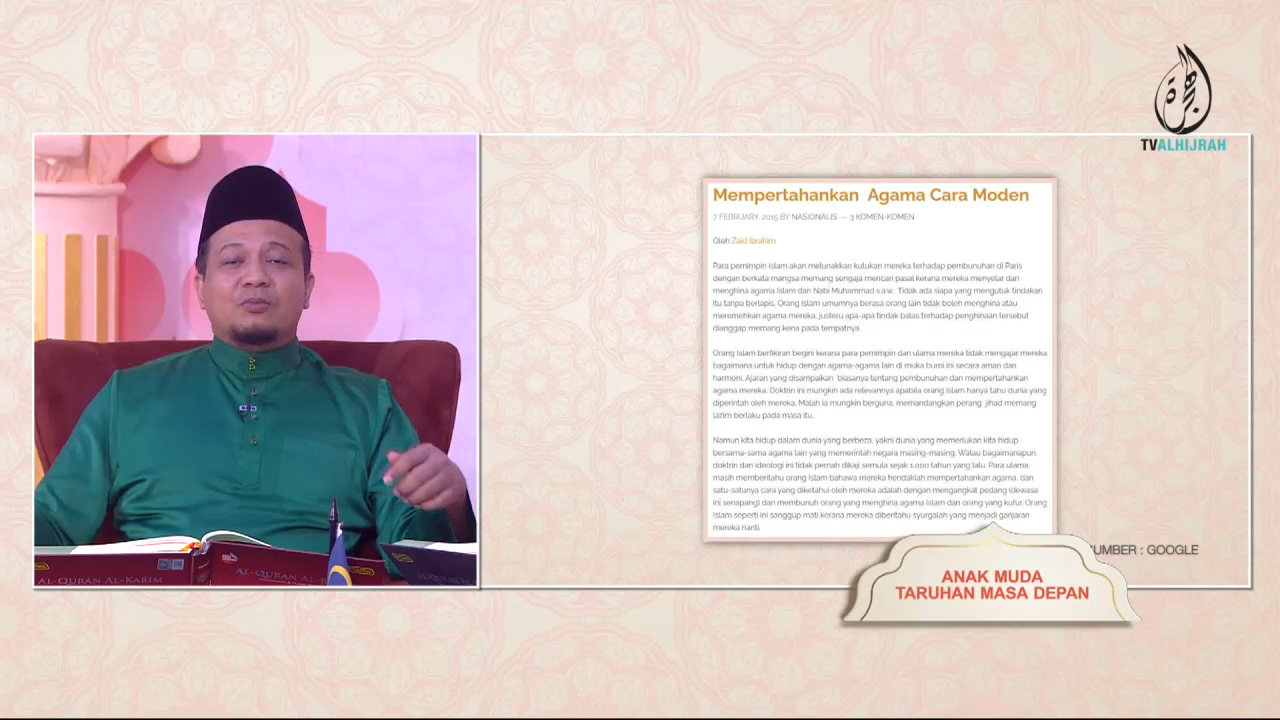 هجرة
TVALHIJRAH
Mempertahankan Agama Cara Moden
7 FEBRUARY, 2015 BY NASIONALIS — 3 KOMEN-KOMEN
Oleh Zaid Ibrahim
Para pemimpin Islam akan melunakkan kutukan mereka terhadap pembunuhan di Paris
dengan berkata mangsa memang sengaja mencari pasal kerana mereka menyelar dan
menghina agama Islam dan Nabi Muhammad s.a.w. Tidak ada siapa yang mengutuk tindakan
itu tanpa berlapis. Orang Islam umumnya berasa orang lain tidak boleh menghina atau
meremehkan agama mereka, justeru apa-apa tindak balas terhadap penghinaan tersebut
dianggap memang kena pada tempatnya.
Orang Islam berfikiran begini kerana para pemimpin dan ulama mereka tidak mengajar mereka
bagaimana untuk hidup dengan agama-agama lain di muka bumi ini secara aman dan
harmoni. Ajaran yang disampaikan biasanya tentang pembunuhan dan mempertahankan
agama mereka. Doktrin ini mungkin ada relevannya apabila orang Islam hanya tahu dunia yang
diperintah oleh mereka. Malah ia mungkin berguna, memandangkan perang jihad memang
lazim berlaku pada masa itu.
Namun kita hidup dalam dunia yang berbeza, yakni dunia yang memerlukan kita hidup
bersama-sama agama lain yang memerintah negara masing-masing. Walau bagaimanapun,
doktrin dan ideologi ini tidak pernah dikaji semula sejak 1,000 tahun yang lalu. Para ulama
masih memberitahu orang Islam bahawa mereka hendaklah mempertahankan agama, dan
satu-satunya cara yang diketahui oleh mereka adalah dengan mengangkat pedang (dewasa
ini senapang) dan membunuh orang yang menghina agama Islam dan orang yang kufur. Orang
Islam seperti ini sanggup mati kerana mereka diberitahu syurgalah yang menjadi ganjaran
mereka nanti.
UMBER : GOOGLE
ANAK MUDA
TARUHAN MASA DEPAN
AL-QURAN AL-KARIM
AL-QURAN AL-KARIM